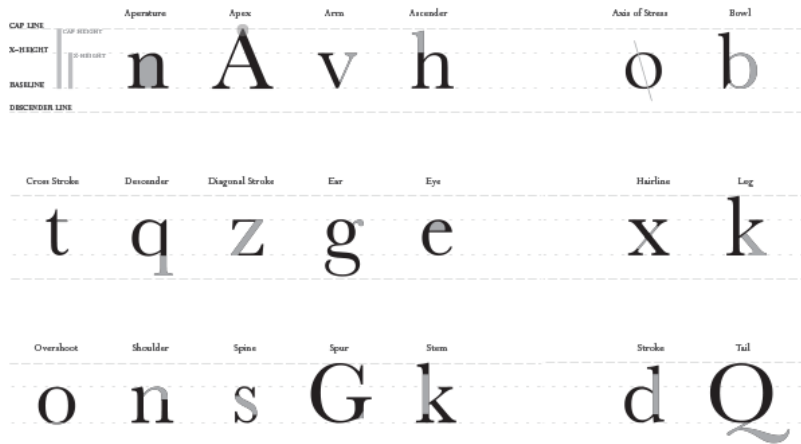 Aperature Apex Arm Ascender Axis of Stress Bowl
CAP LINE
CAP HEIGHT
X-HEIGHT
X-HEIGHT
BASELINE
DESCENDER LINE
n A v h o b
Cross Stroke Descender Diagonal Stroke Ear Eye Hairline Leg
t q z g e x k
Overshoot Shoulder Spine Spur Stem Stroke Tail
o n s G k d Q